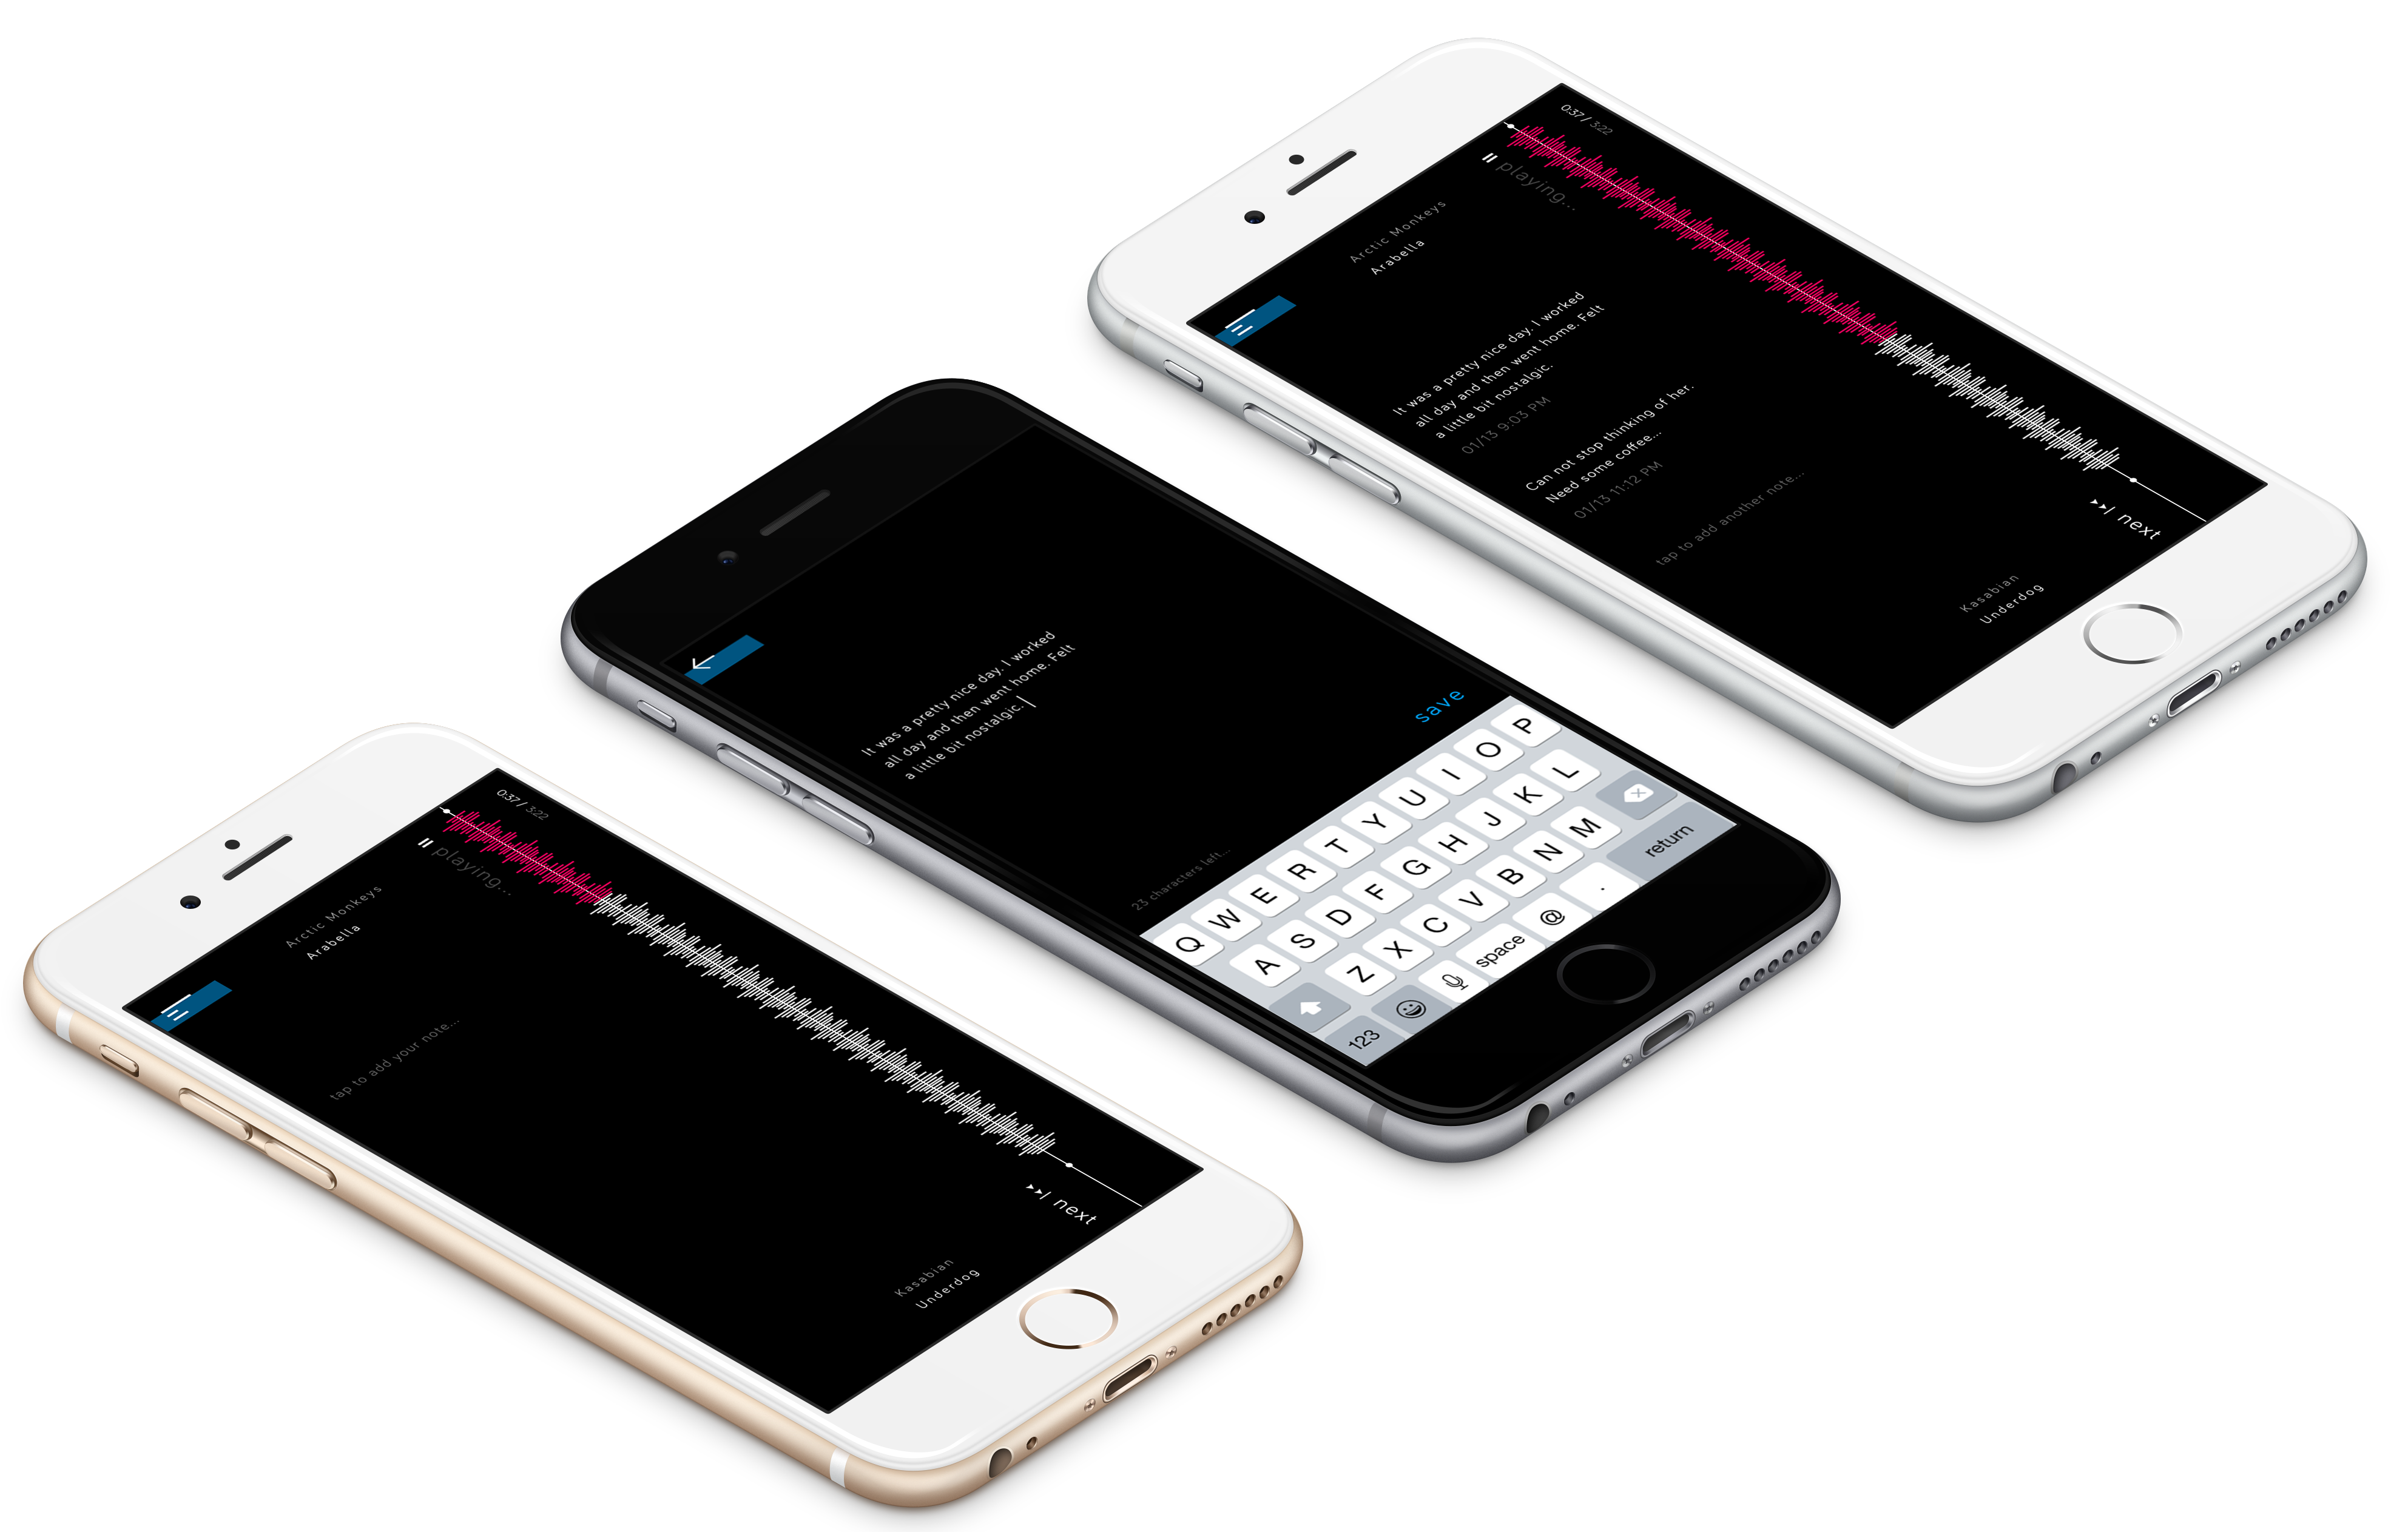 0:37 / 3:22
playing...
Arctic Monkeys
Arabella
tap to add your note...
next
Kasabian
Underdog
It was a pretty nice day. I worked
all day and then went home. Felt
a little bit nostalgic.
23 characters left...
save
Q W E R T Y U I O P
A S D F G H J K L
Z X C V B N M
123 space @ . return
0:37 / 3:22
playing...
Arctic Monkeys
Arabella
It was a pretty nice day. I worked
all day and then went home. Felt
a little bit nostalgic.
01/13 9:03 PM
Can not stop thinking of her.
Need some coffee...
01/13 11:12 PM
tap to add another note...
next
Kasabian
Underdog